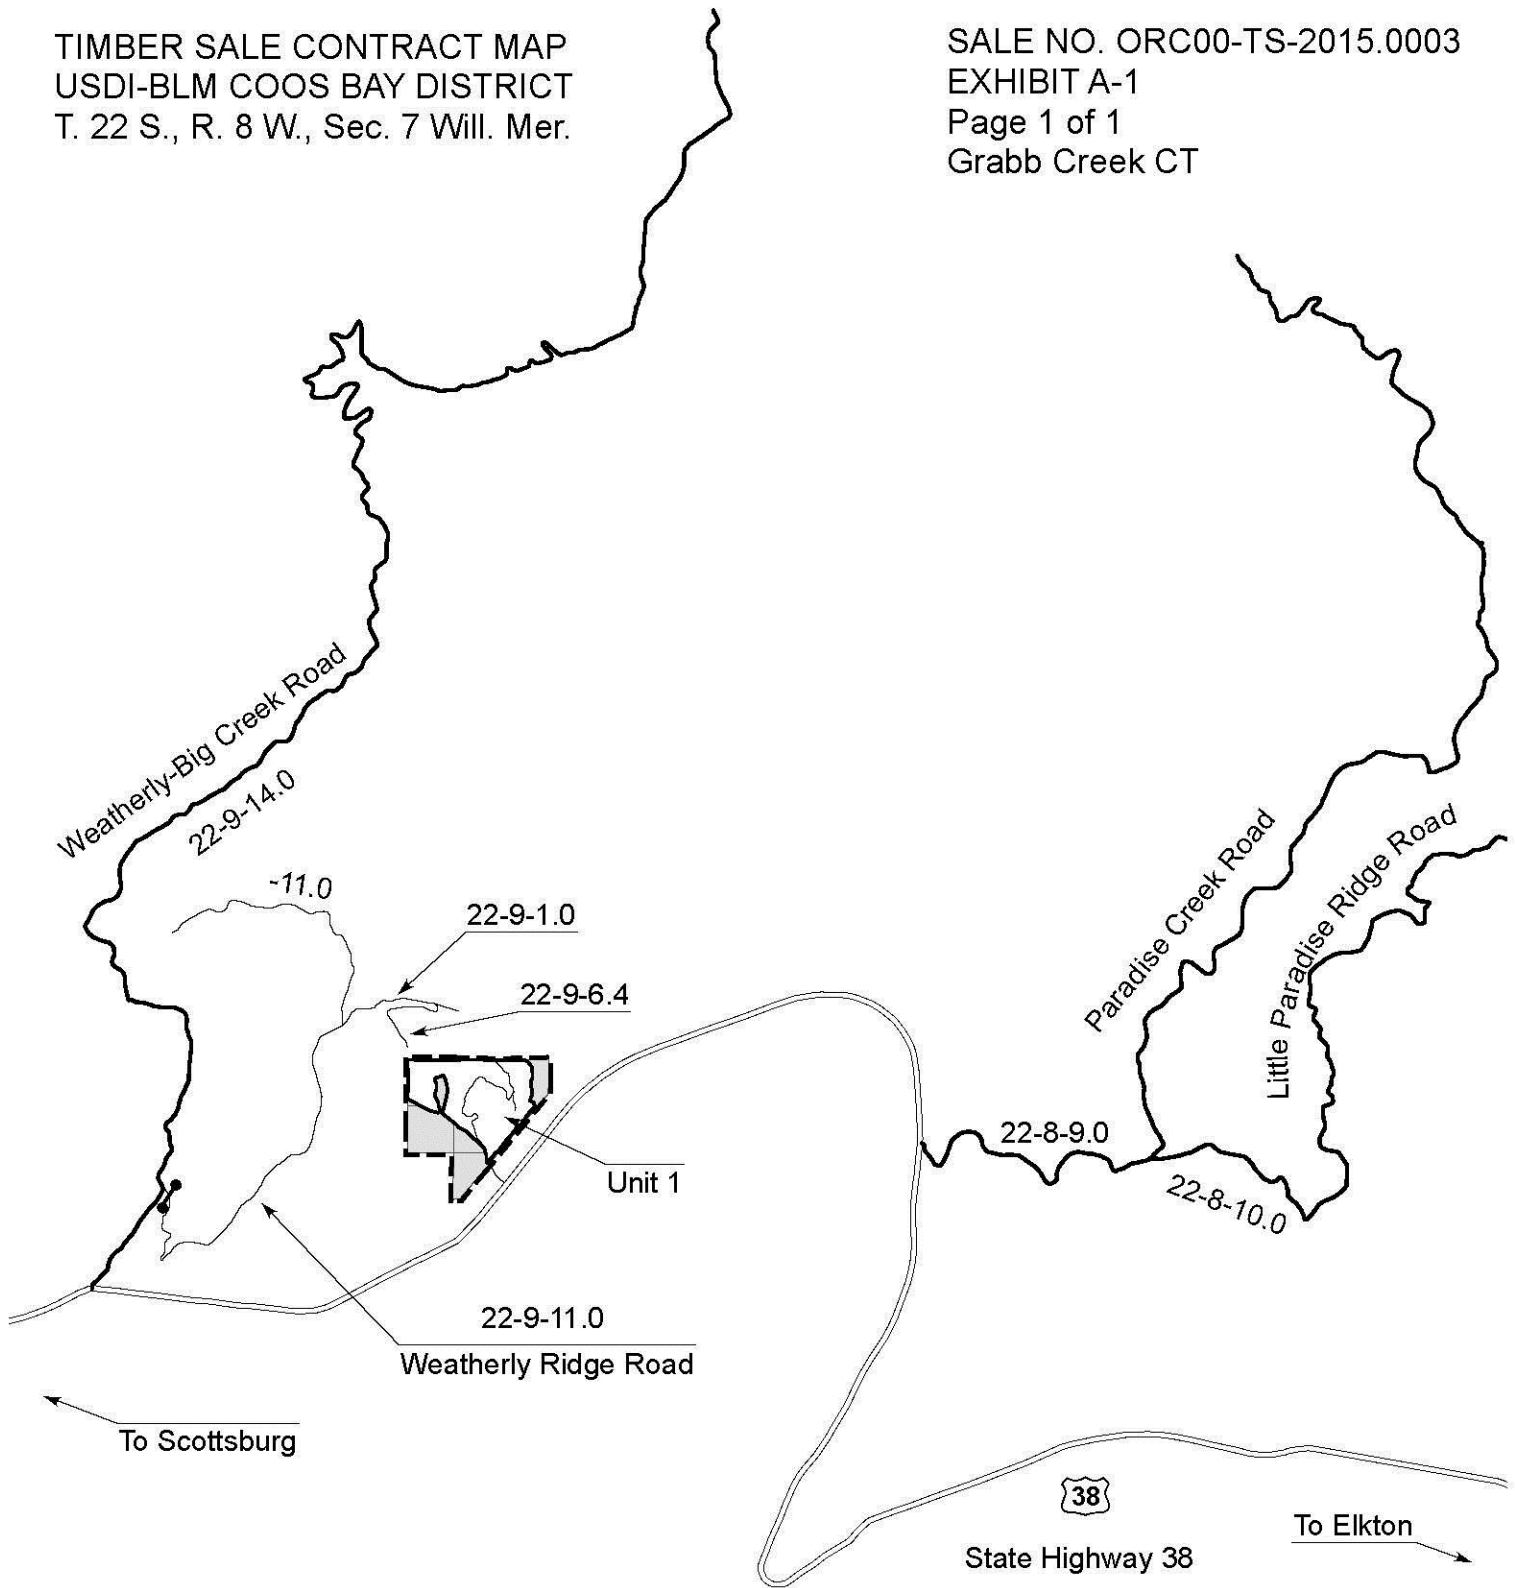 TIMBER SALE CONTRACT MAP
USDI-BLM COOS BAY DISTRICT
T. 22 S., R. 8 W., Sec. 7 Will. Mer.
SALE NO. ORC00-TS-2015.0003
EXHIBIT A-1
Page 1 of 1
Grabb Creek CT
Weatherly-Big Creek Road
22-9-14.0
-11.0
22-9-1.0
22-9-6.4
Unit 1
Paradise Creek Road
Little Paradise Ridge Road
22-8-9.0
22-8-10.0
22-9-11.0
Weatherly Ridge Road
To Scottsburg
38
State Highway 38
To Elkton